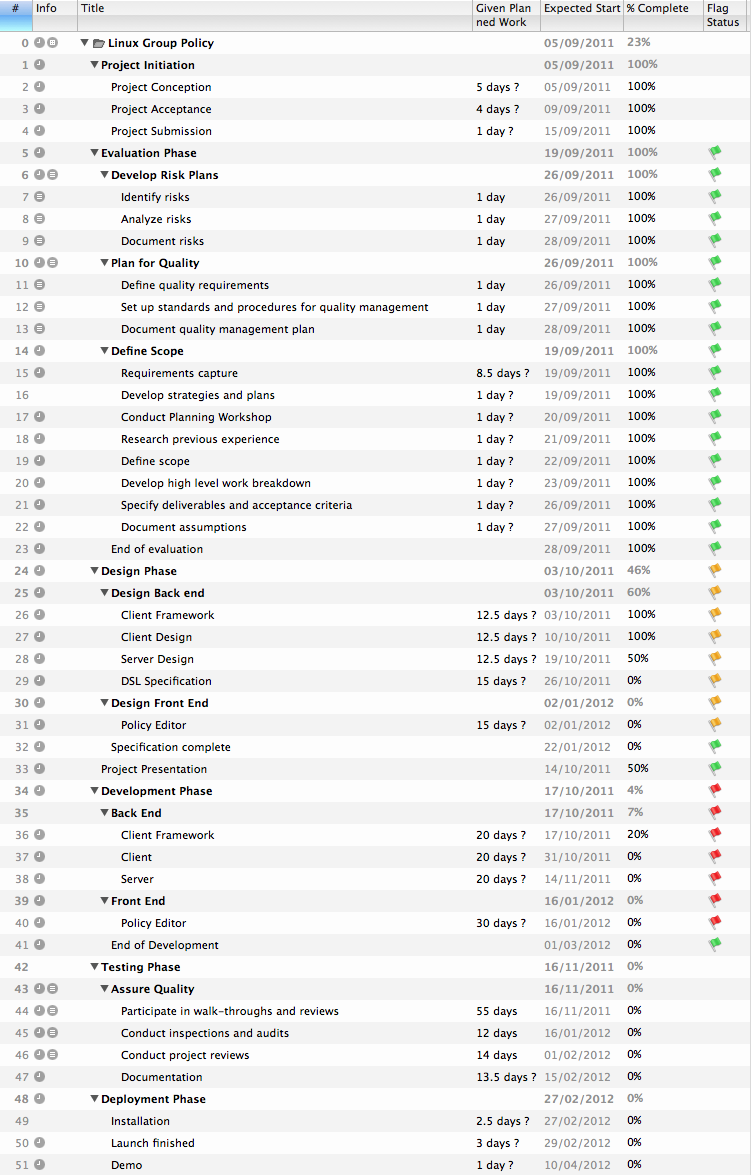 # Info Title Given Plan Expected Start % Complete Flag
ned Work Status
0 Linux Group Policy 05/09/2011 23%
1 Project Initiation 05/09/2011 100%
2 Project Conception 5 days ? 05/09/2011 100%
3 Project Acceptance 4 days ? 09/09/2011 100%
4 Project Submission 1 day ? 15/09/2011 100%
5 Evaluation Phase 19/09/2011 100%
6 Develop Risk Plans 26/09/2011 100%
7 Identify risks 1 day 26/09/2011 100%
8 Analyze risks 1 day 27/09/2011 100%
9 Document risks 1 day 28/09/2011 100%
10 Plan for Quality 26/09/2011 100%
11 Define quality requirements 1 day 26/09/2011 100%
12 Set up standards and procedures for quality management 1 day 27/09/2011 100%
13 Document quality management plan 1 day 28/09/2011 100%
14 Define Scope 19/09/2011 100%
15 Requirements capture 8.5 days ? 19/09/2011 100%
16 Develop strategies and plans 1 day ? 19/09/2011 100%
17 Conduct Planning Workshop 1 day ? 20/09/2011 100%
18 Research previous experience 1 day ? 21/09/2011 100%
19 Define scope 1 day ? 22/09/2011 100%
20 Develop high level work breakdown 1 day ? 23/09/2011 100%
21 Specify deliverables and acceptance criteria 1 day ? 26/09/2011 100%
22 Document assumptions 1 day ? 27/09/2011 100%
23 End of evaluation 28/09/2011 100%
24 Design Phase 03/10/2011 46%
25 Design Back end 03/10/2011 60%
26 Client Framework 12.5 days ? 03/10/2011 100%
27 Client Design 12.5 days ? 10/10/2011 100%
28 Server Design 12.5 days ? 19/10/2011 50%
29 DSL Specification 15 days ? 26/10/2011 0%
30 Design Front End 02/01/2012 0%
31 Policy Editor 15 days ? 02/01/2012 0%
32 Specification complete 22/01/2012 0%
33 Project Presentation 14/10/2011 50%
34 Development Phase 17/10/2011 4%
35 Back End 17/10/2011 7%
36 Client Framework 20 days ? 17/10/2011 20%
37 Client 20 days ? 31/10/2011 0%
38 Server 20 days ? 14/11/2011 0%
39 Front End 16/01/2012 0%
40 Policy Editor 30 days ? 16/01/2012 0%
41 End of Development 01/03/2012 0%
42 Testing Phase 16/11/2011 0%
43 Assure Quality 16/11/2011 0%
44 Participate in walk-throughs and reviews 55 days 16/11/2011 0%
45 Conduct inspections and audits 12 days 16/01/2012 0%
46 Conduct project reviews 14 days 01/02/2012 0%
47 Documentation 13.5 days ? 15/02/2012 0%
48 Deployment Phase 27/02/2012 0%
49 Installation 2.5 days ? 27/02/2012 0%
50 Launch finished 3 days ? 29/02/2012 0%
51 Demo 1 day ? 10/04/2012 0%